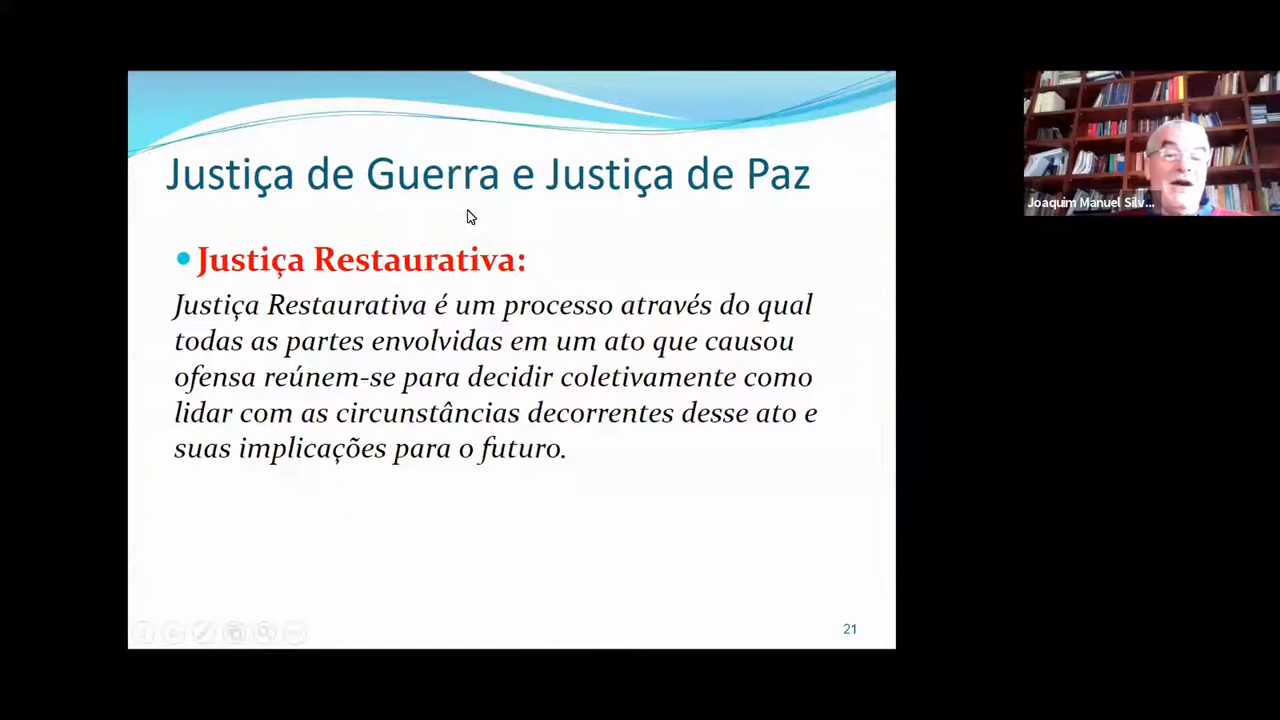 Justiça de Guerra e Justiça de Paz
Justiça Restaurativa:
Justiça Restaurativa é um processo através do qual
todas as partes envolvidas em um ato que causou
ofensa reúnem-se para decidir coletivamente como
lidar com as circunstâncias decorrentes desse ato e
suas implicações para o futuro.
21
Joaquim Manuel Silv...